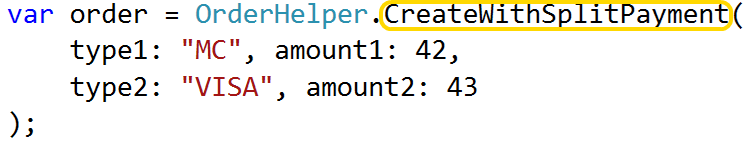 var order = OrderHelper.CreateWithSplitPayment(
    type1: "MC", amount1: 42,
    type2: "VISA", amount2: 43
);